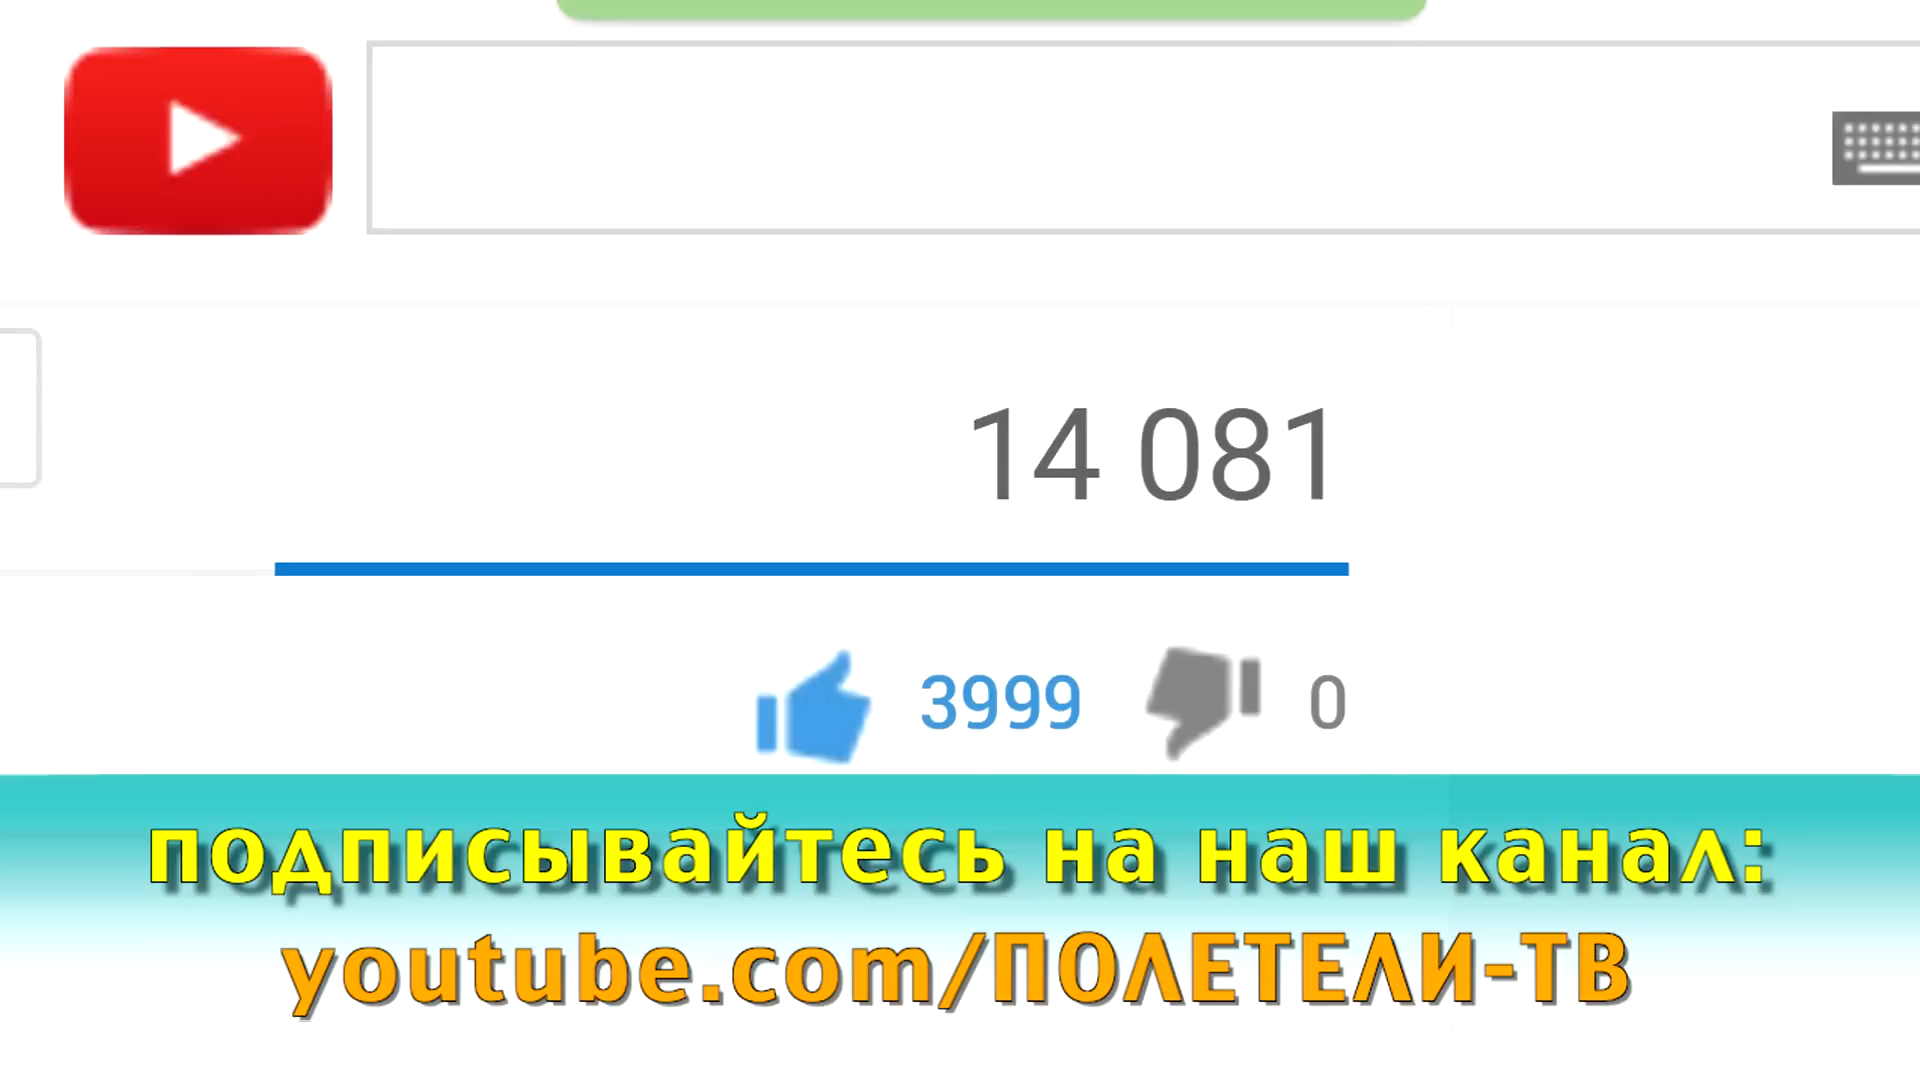 14 081
3999 0
подписывайтесь на наш канал:
youtube.com/ПОЛЕТЕЛИ-ТВ